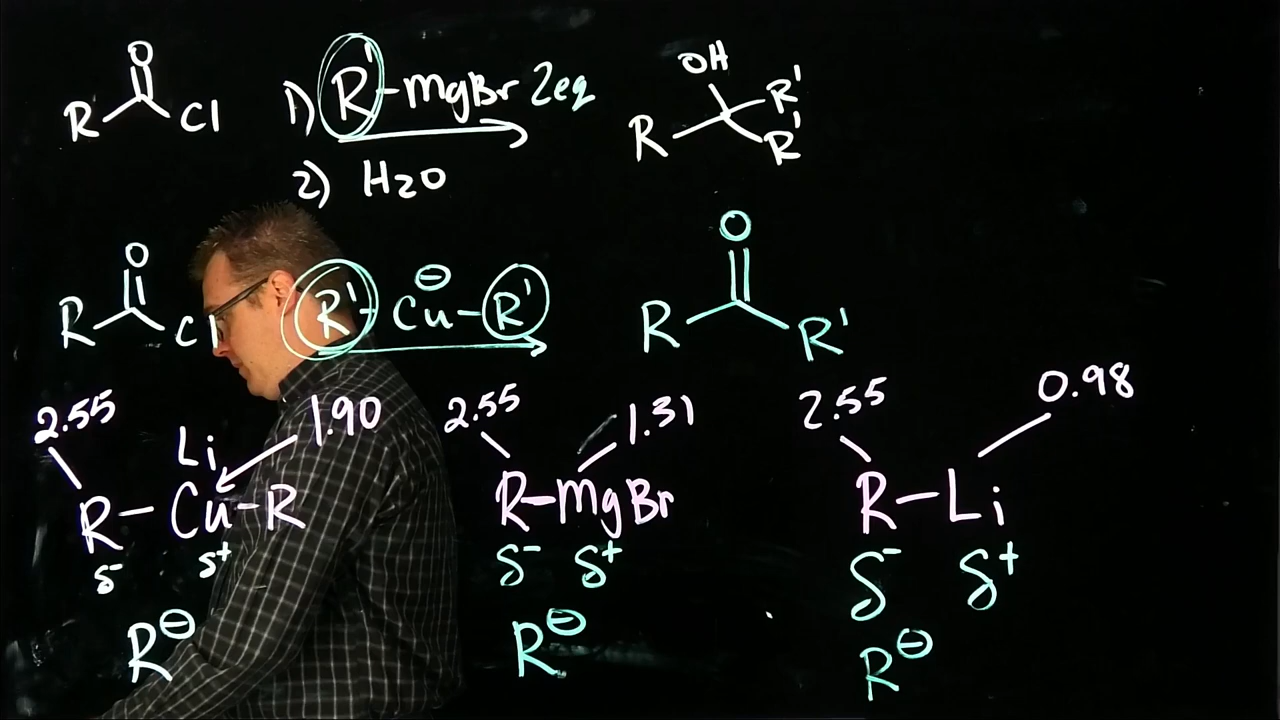 O OH
R Cl 1) R'-MgBr 2eq R R' R'
2) H2O
O O
R Cl R'-Cu⊖-R' R R'
2.55 1.90 2.55 1.31 2.55 0.98
Li
R-Cu-R R-MgBr R-Li
δ- δ+ δ- δ+ δ- δ+
R⊖ R⊖ R⊖